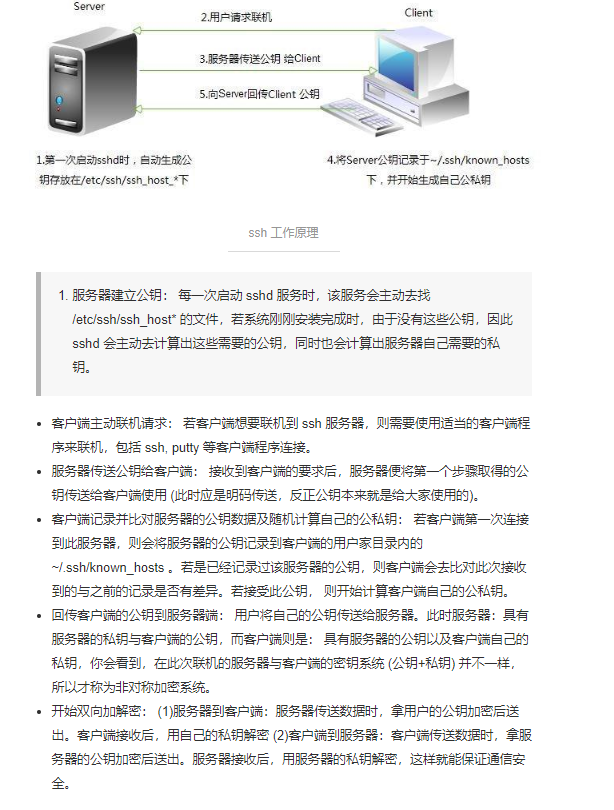 Server
Client
2.用户请求联机
3.服务器传送公钥 给Client
5.向Server回传Client 公钥
1.第一次启动sshd时，自动生成公
钥存放在/etc/ssh/ssh_host_*下
4.将Server公钥记录于~/.ssh/known_hosts
下，并开始生成自己公私钥
ssh 工作原理
1. 服务器建立公钥： 每一次启动 sshd 服务时，该服务会主动去找
/etc/ssh/ssh_host* 的文件，若系统刚刚安装完成时，由于没有这些公钥，因此
sshd 会主动去计算出这些需要的公钥，同时也会计算出服务器自己需要的私
钥。
• 客户端主动联机请求： 若客户端想要联机到 ssh 服务器，则需要使用适当的客户端程
序来联机，包括 ssh, putty 等客户端程序连接。
• 服务器传送公钥给客户端： 接收到客户端的要求后，服务器便将第一个步骤取得的公
钥传送给客户端使用 (此时应是明码传送，反正公钥本来就是给大家使用的)。
• 客户端记录并比对服务器的公钥数据及随机计算自己的公私钥： 若客户端第一次连接
到此服务器，则会将服务器的公钥记录到客户端的用户家目录内的
~/.ssh/known_hosts 。若是已经记录过该服务器的公钥，则客户端会去比对此次接收
到的与之前的记录是否有差异。若接受此公钥， 则开始计算客户端自己的公私钥。
• 回传客户端的公钥到服务器端： 用户将自己的公钥传送给服务器。此时服务器：具有
服务器的私钥与客户端的公钥，而客户端则是： 具有服务器的公钥以及客户端自己的
私钥，你会看到，在此次联机的服务器与客户端的密钥系统 (公钥+私钥) 并不一样，
所以才称为非对称加密系统。
• 开始双向加解密： (1)服务器到客户端：服务器传送数据时，拿用户的公钥加密后送
出。客户端接收后，用自己的私钥解密 (2)客户端到服务器：客户端传送数据时，拿服
务器的公钥加密后送出。服务器接收后，用服务器的私钥解密，这样就能保证通信安
全。